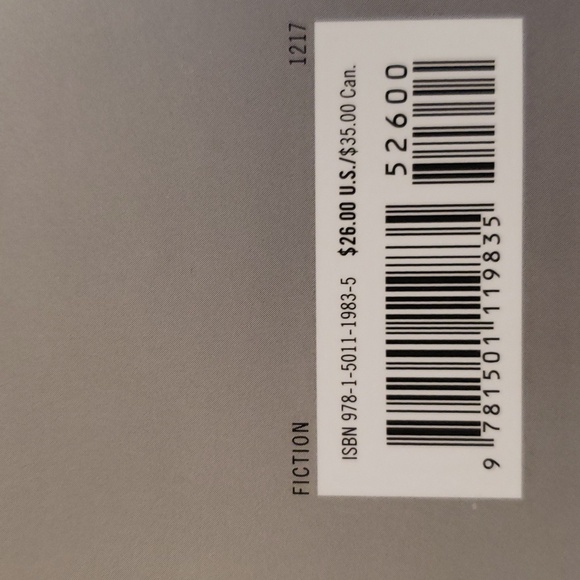 FICTION 1217
ISBN 978-1-5011-1983-5 $26.00 U.S./$35.00 Can.
52600
9 781501 119835